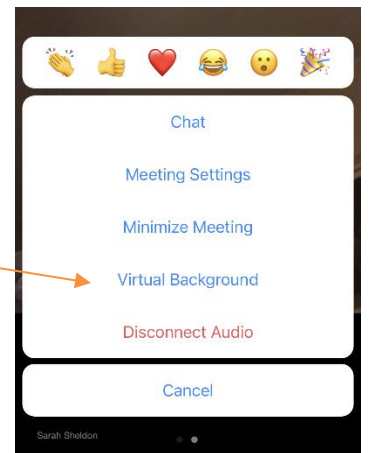 Chat
Meeting Settings
Minimize Meeting
Virtual Background
Disconnect Audio
Cancel
Sarah Sheldon